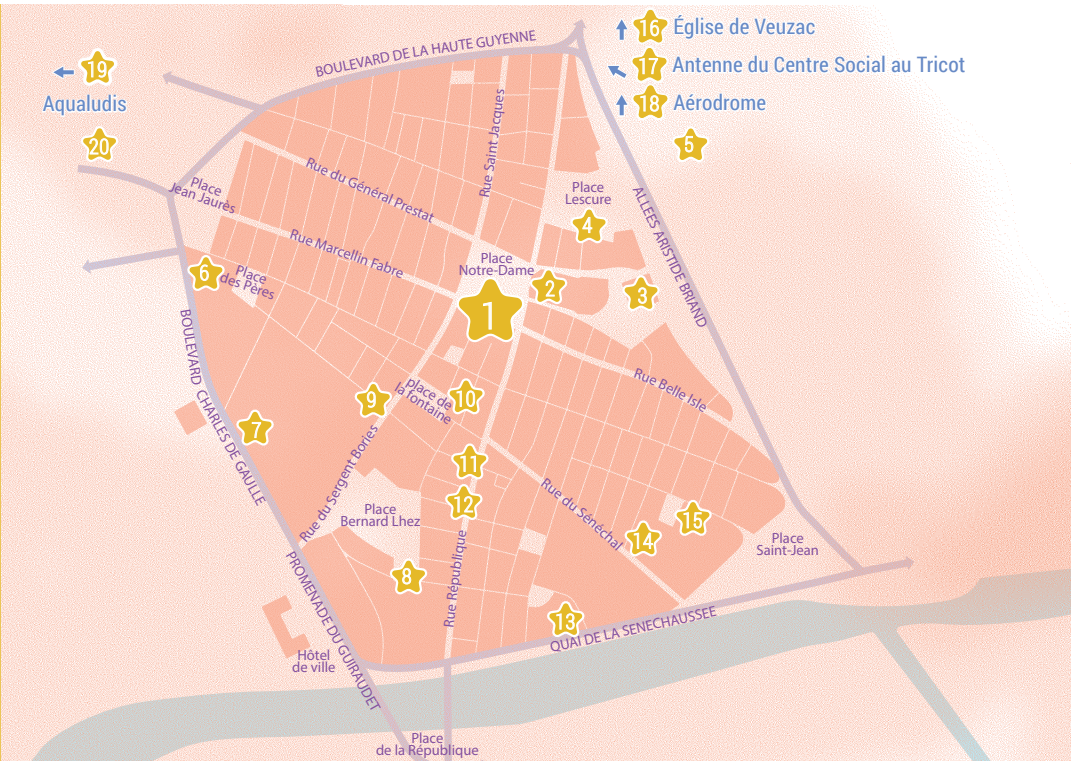 BOULEVARD DE LA HAUTE GUYENNE
16 Église de Veuzac
17 Antenne du Centre Social au Tricot
18 Aérodrome
19
Aqualudis
20
5
Rue Saint Jacques
Rue du Général Prestat
Place
Jean Jaurès
Place
Lescure
4
ALLEES ARISTIDE BRIAND
Rue Marcellin Fabre
Place
Notre-Dame
6
Place
des Pères
2
3
1
BOULEVARD CHARLES DE GAULLE
Rue Belle Isle
place de
la fontaine
9
10
7
11
Rue du Sergent Bories
12
Rue du Sénéchal
Place
Bernard Lhez
15
14
Place
Saint-Jean
8
Rue République
PROMENADE DU GUIRAUDET
13
QUAI DE LA SENECHAUSSEE
Hôtel
de ville
Place
de la République